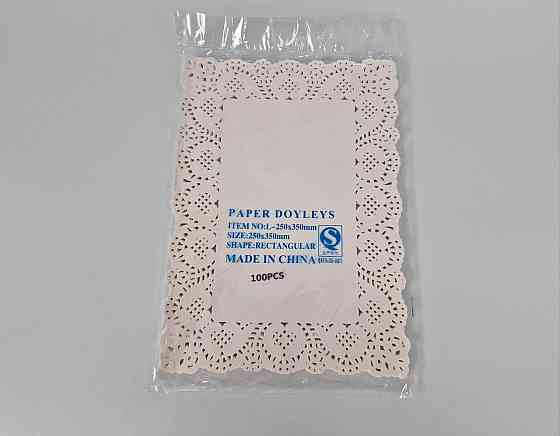 PAPER DOYLEYS
ITEM NO:L-250x350mm
SIZE:250x350mm
SHAPE:RECTANGULAR
MADE IN CHINA
100PCS